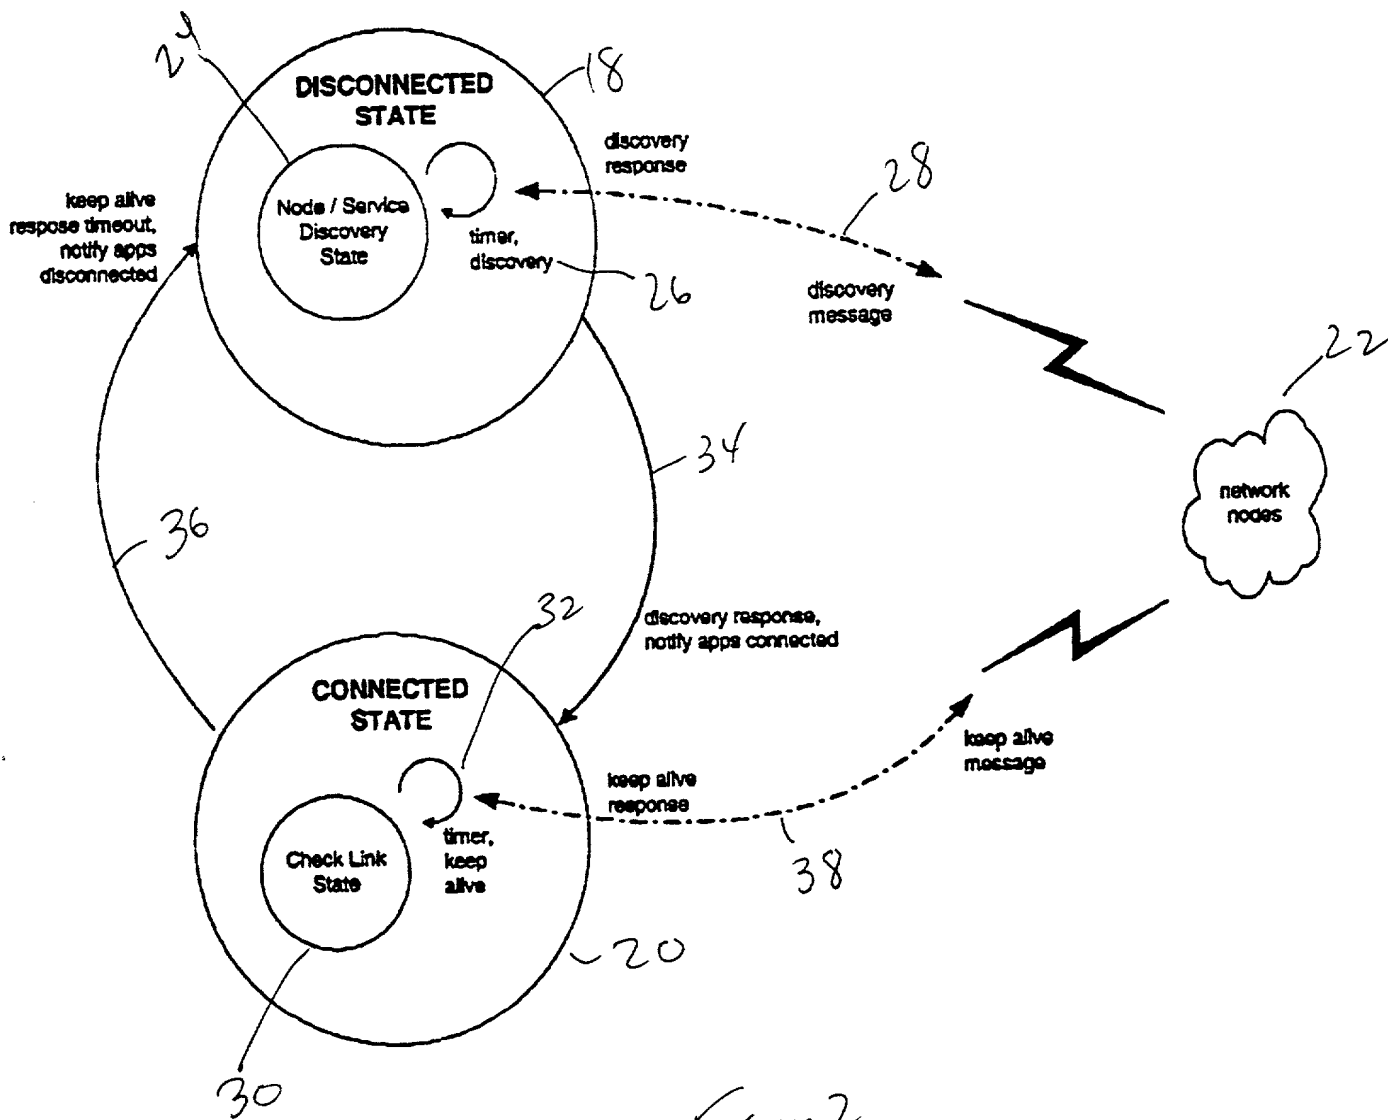 24
18
DISCONNECTED
STATE
discovery
response
28
keep alive
respose timeout,
notify apps
disconnected
Node / Service
Discovery
State
timer,
discovery
26
discovery
message
22
34
network
nodes
36
32
discovery response,
notify apps connected
CONNECTED
STATE
keep alive
message
keep alive
response
timer,
keep
alive
Check Link
State
38
20
30